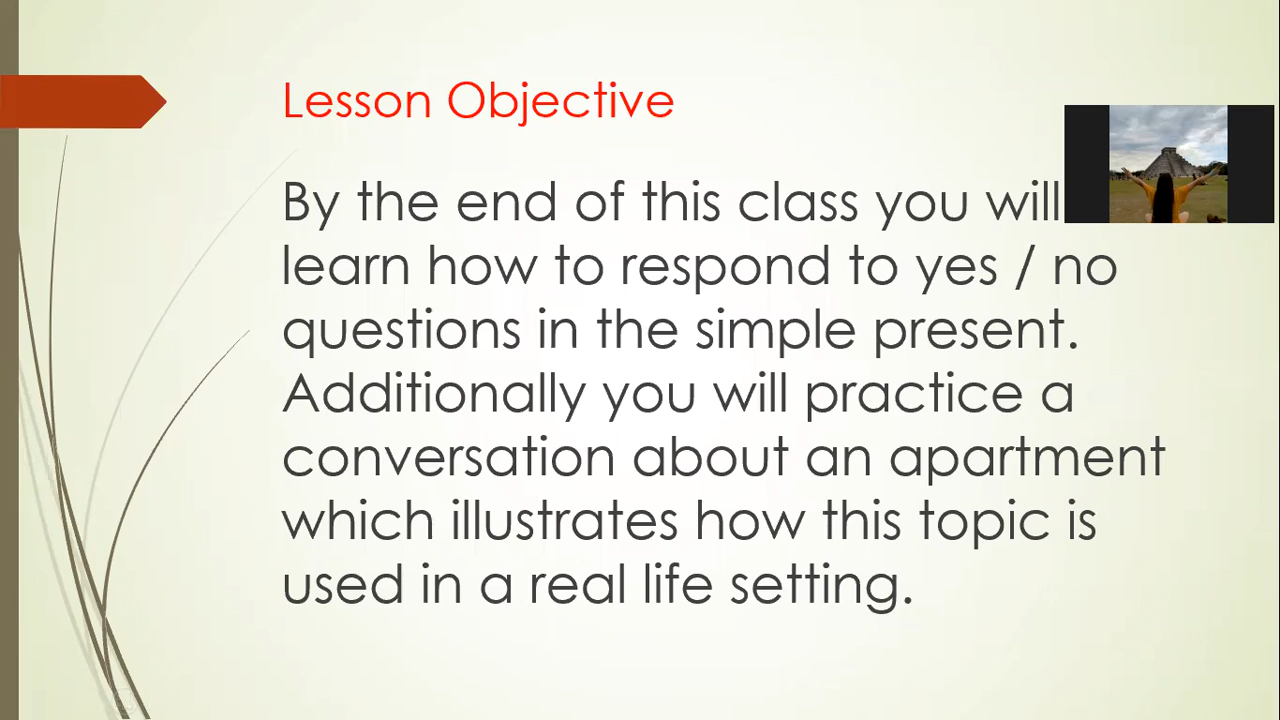 Lesson Objective
By the end of this class you will
learn how to respond to yes / no
questions in the simple present.
Additionally you will practice a
conversation about an apartment
which illustrates how this topic is
used in a real life setting.